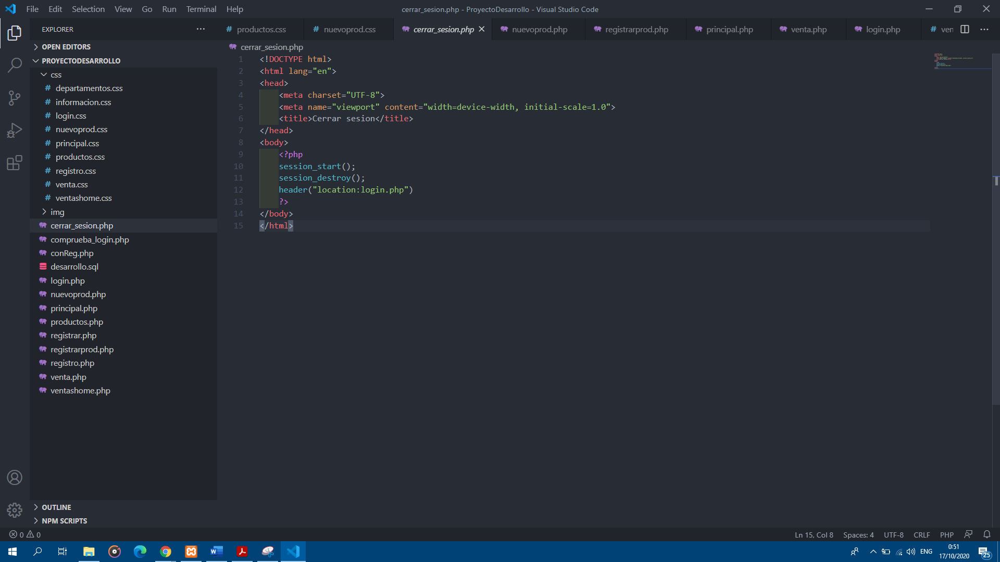 File Edit Selection View Go Run Terminal Help
cerrar_sesion.php - ProyectoDesarrollo - Visual Studio Code
EXPLORER
productos.css
nuevoprod.css
cerrar_sesion.php
nuevoprod.php
registrarprod.php
principal.php
venta.php
login.php
ven
OPEN EDITORS
PROYECTODESARROLLO
css
departamentos.css
informacion.css
login.css
nuevoprod.css
principal.css
productos.css
registro.css
venta.css
ventashome.css
img
cerrar_sesion.php
comprueba_login.php
conReg.php
desarrollo.sql
login.php
nuevoprod.php
principal.php
productos.php
registrar.php
registrarprod.php
registro.php
venta.php
ventashome.php
OUTLINE
NPM SCRIPTS
cerrar_sesion.php
1 <!DOCTYPE html>
2 <html lang="en">
3 <head>
4 <meta charset="UTF-8">
5 <meta name="viewport" content="width=device-width, initial-scale=1.0">
6 <title>Cerrar sesion</title>
7 </head>
8 <body>
9 <?php
10 session_start();
11 session_destroy();
12 header("location:login.php")
13 ?>
14 </body>
15 </html>
0 0
Ln 15, Col 8 Spaces: 4 UTF-8 CRLF PHP
ENG
0:51
17/10/2020
25